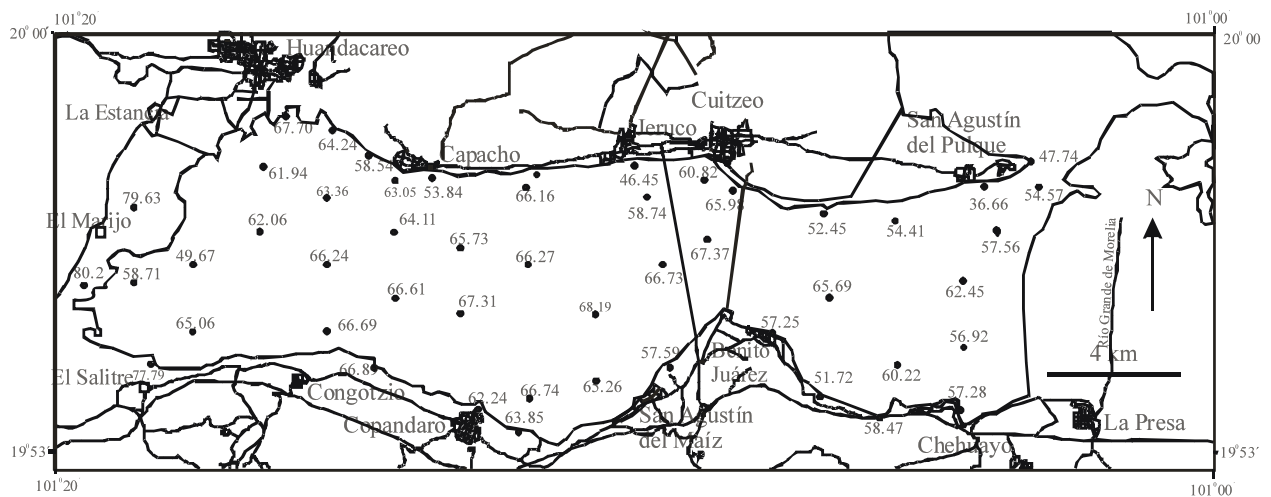 101°20'
101°00'
20° 00'
20° 00
Huandacareo
La Estancia
Cuitzeo
Jeruco
San Agustín
del Pulque
67.70
64.24
58.54
Capacho
47.74
61.94
63.36
63.05
53.84
66.16
46.45
60.82
58.74
65.98
36.66
54.57
N
79.63
El Marijo
62.06
64.11
52.45
54.41
57.56
65.73
67.37
49.67
66.24
66.27
66.73
80.2
58.71
66.61
67.31
68.19
65.69
62.45
Río Grande de Morelia
65.06
66.69
57.25
56.92
57.59
Benito
Juárez
4 km
El Salitre
77.79
66.8
Congotzio
62.24
66.74
65.26
51.72
60.22
57.28
Copandaro
63.85
San Agustín
del Maíz
58.47
Chehuayo
La Presa
19°53'
19°53'
101°20
101°00'